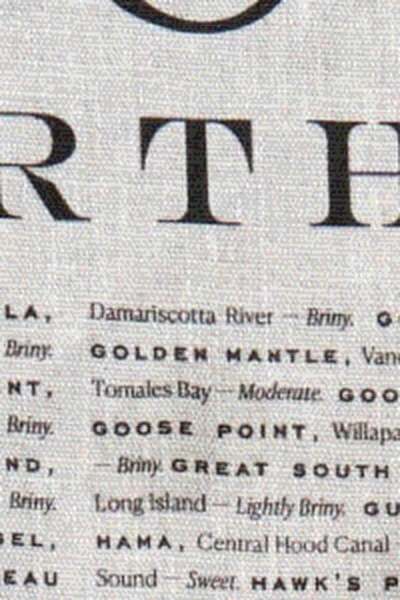 RTH
LA, Damariscotta River — Briny. G
Briny. GOLDEN MANTLE, Vanc
NT, Tomales Bay — Moderate. GOO
Briny. GOOSE POINT, Willapa
ND, — Briny. GREAT SOUTH
Briny. Long Island — Lightly Briny. GU
SEL, HAMA, Central Hood Canal -
EAU Sound — Sweet. HAWK'S P